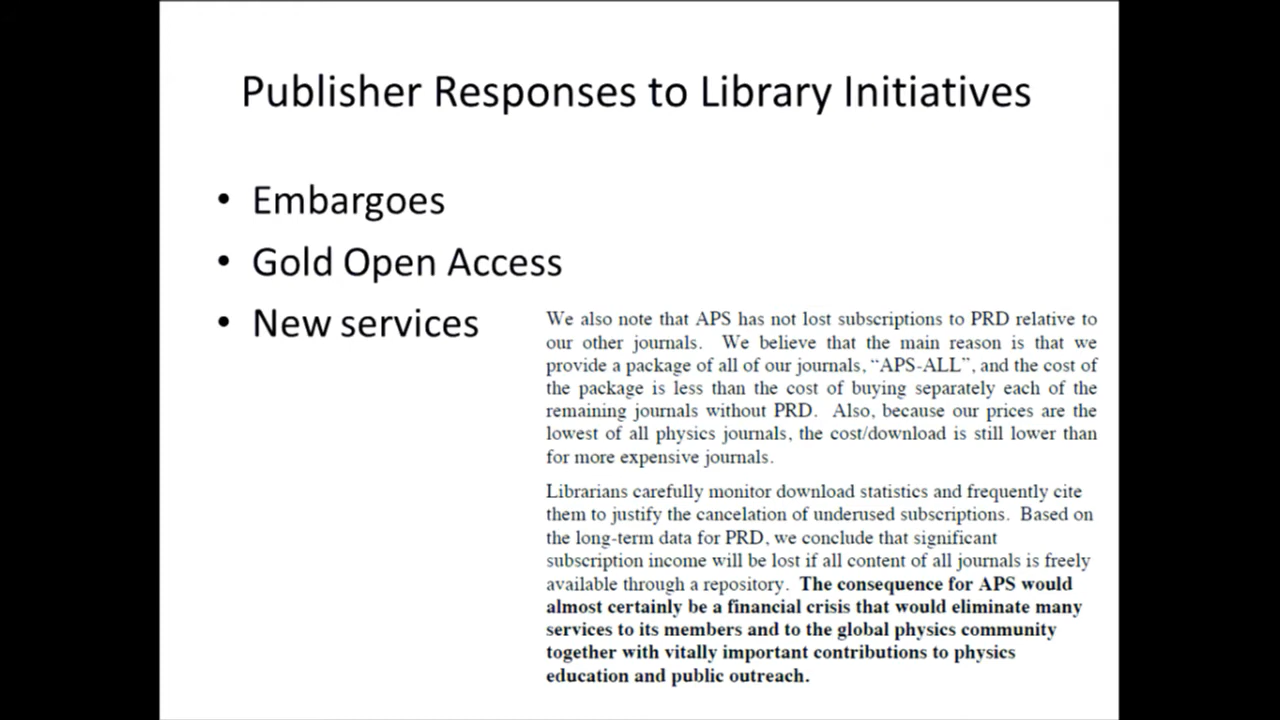 Publisher Responses to Library Initiatives
• Embargoes
• Gold Open Access
• New services
We also note that APS has not lost subscriptions to PRD relative to
our other journals. We believe that the main reason is that we
provide a package of all of our journals, “APS-ALL”, and the cost of
the package is less than the cost of buying separately each of the
remaining journals without PRD. Also, because our prices are the
lowest of all physics journals, the cost/download is still lower than
for more expensive journals.
Librarians carefully monitor download statistics and frequently cite
them to justify the cancelation of underused subscriptions. Based on
the long-term data for PRD, we conclude that significant
subscription income will be lost if all content of all journals is freely
available through a repository. The consequence for APS would
almost certainly be a financial crisis that would eliminate many
services to its members and to the global physics community
together with vitally important contributions to physics
education and public outreach.